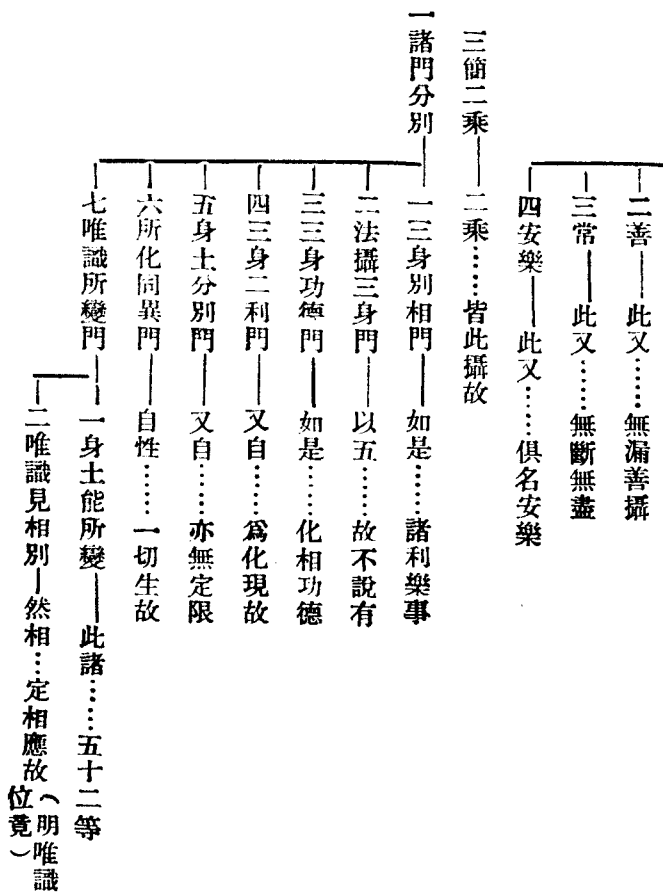 二善——此又……無漏善攝
三常——此又……無斷無盡
四安樂——此又……俱名安樂
三簡二乘——二乘……皆此攝故
一諸門分別——一三身別相門——如是……諸利樂事
二法攝三身門——以五……故不說有
三三身功德門——如是……化相功德
四三身二利門——又自……爲化現故
五身土分別門——又自……亦無定限
六所化同異門——自性……一切生故
七唯識所變門——一身土能所變——此諸……五十二等
二唯識見相別——然相…定相應故(明唯識位竟)